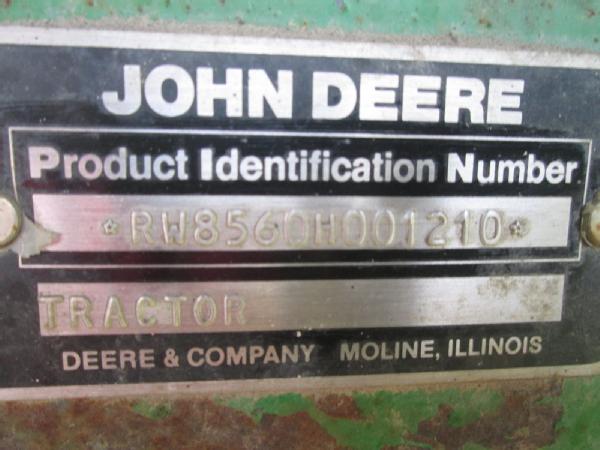 JOHN DEERE
Product Identification Number
*RW8560H001210*
TRACTOR
DEERE & COMPANY MOLINE, ILLINOIS